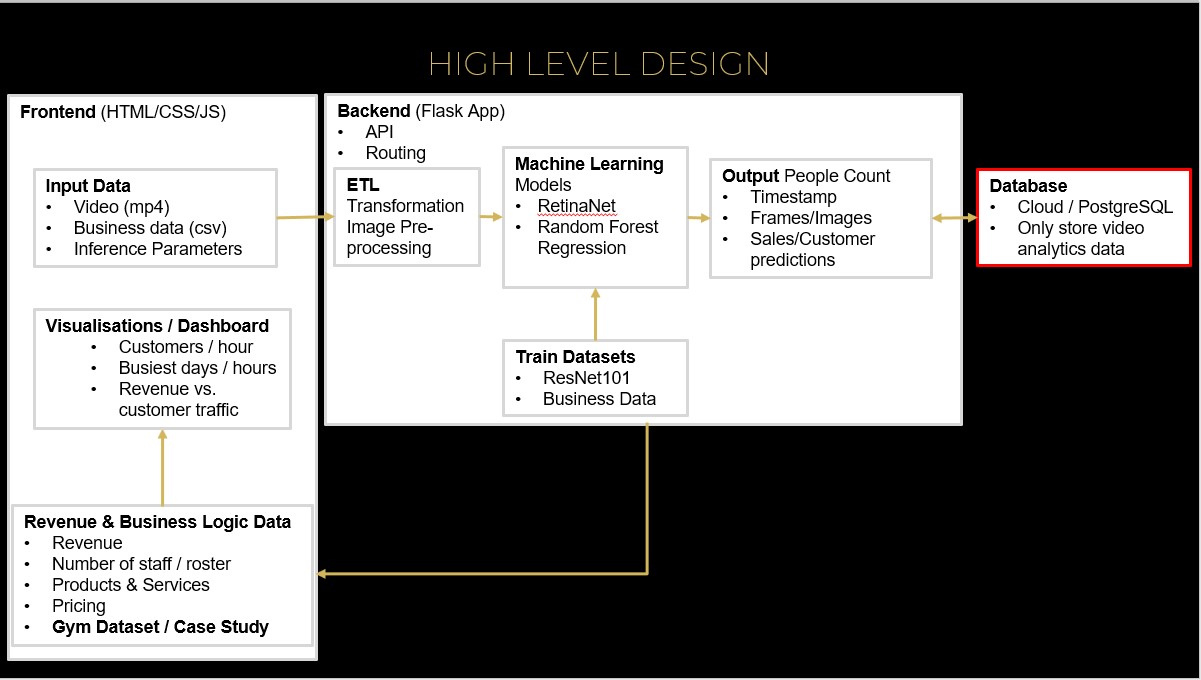 HIGH LEVEL DESIGN
Frontend (HTML/CSS/JS)
Input Data
• Video (mp4)
• Business data (csv)
• Inference Parameters
Visualisations / Dashboard
• Customers / hour
• Busiest days / hours
• Revenue vs.
customer traffic
Revenue & Business Logic Data
• Revenue
• Number of staff / roster
• Products & Services
• Pricing
• Gym Dataset / Case Study
Backend (Flask App)
• API
• Routing
ETL
Transformation
Image Pre-
processing
Machine Learning
Models
• RetinaNet
• Random Forest
Regression
Train Datasets
• ResNet101
• Business Data
Output People Count
• Timestamp
• Frames/Images
• Sales/Customer
predictions
Database
• Cloud / PostgreSQL
• Only store video
analytics data